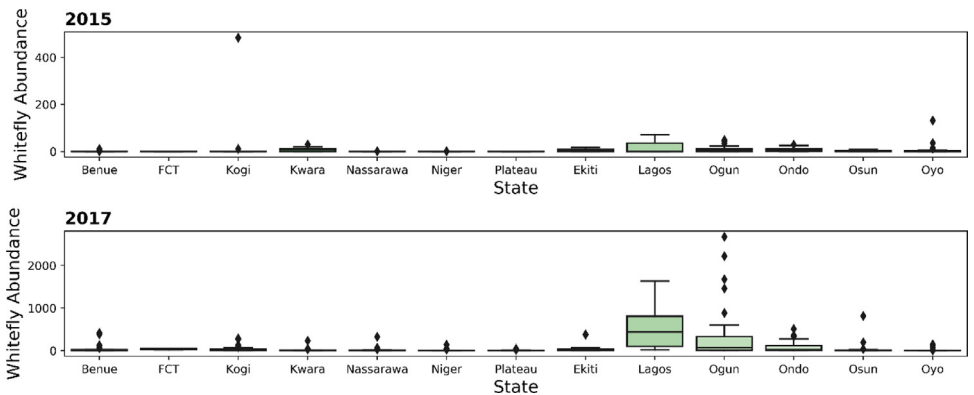 2015
Whitefly Abundance
400
200
0
Benue FCT Kogi Kwara Nassarawa Niger Plateau Ekiti Lagos Ogun Ondo Osun Oyo
State
2017
Whitefly Abundance
2000
1000
0
Benue FCT Kogi Kwara Nassarawa Niger Plateau Ekiti Lagos Ogun Ondo Osun Oyo
State